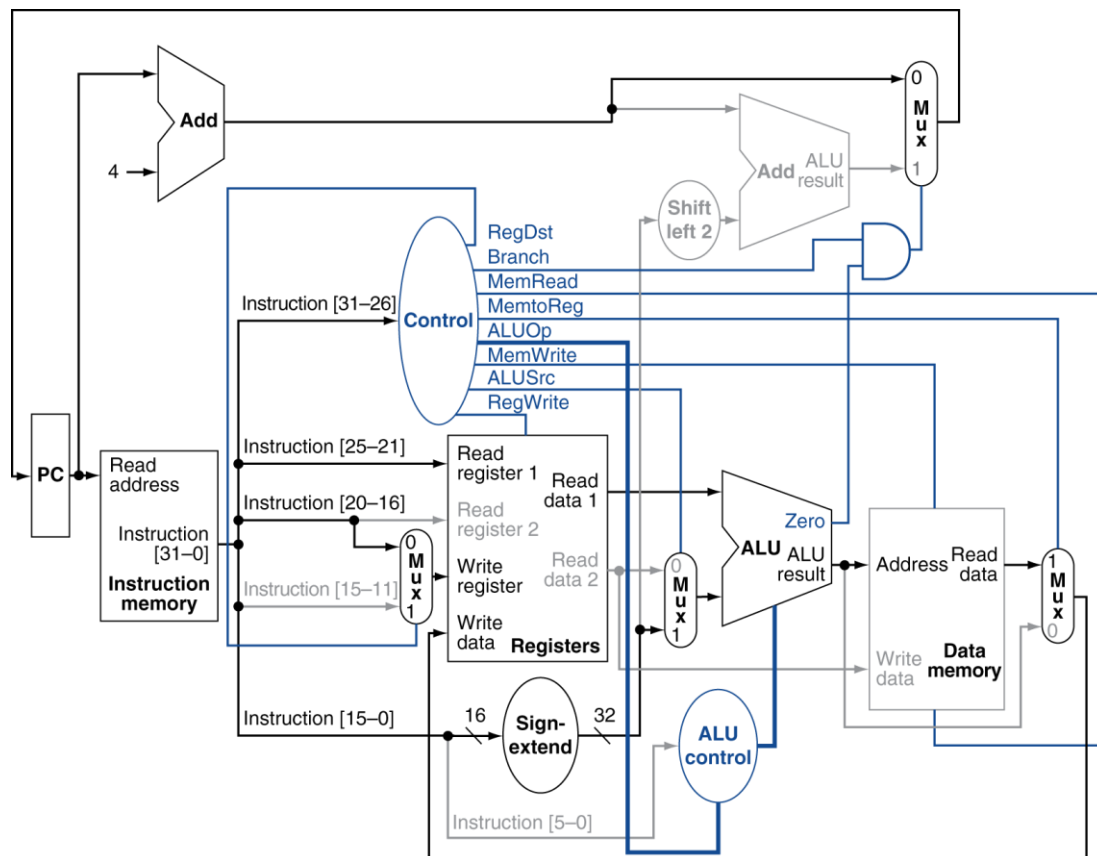 0
M
u
x
1
Add
4
Add
ALU
result
Shift
left 2
RegDst
Branch
MemRead
MemtoReg
ALUOp
MemWrite
ALUSrc
RegWrite
Control
Instruction [31–26]
PC
Read
address
Instruction
[31–0]
Instruction
memory
Instruction [25–21]
Instruction [20–16]
Instruction [15–11]
0
M
u
x
1
Read
register 1
Read
register 2
Write
register
Write
data
Read
data 1
Read
data 2
Registers
0
M
u
x
1
Zero
ALU
ALU
result
Address
Read
data
Write
data
Data
memory
1
M
u
x
0
Instruction [15–0]
16
Sign-
extend
32
ALU
control
Instruction [5–0]